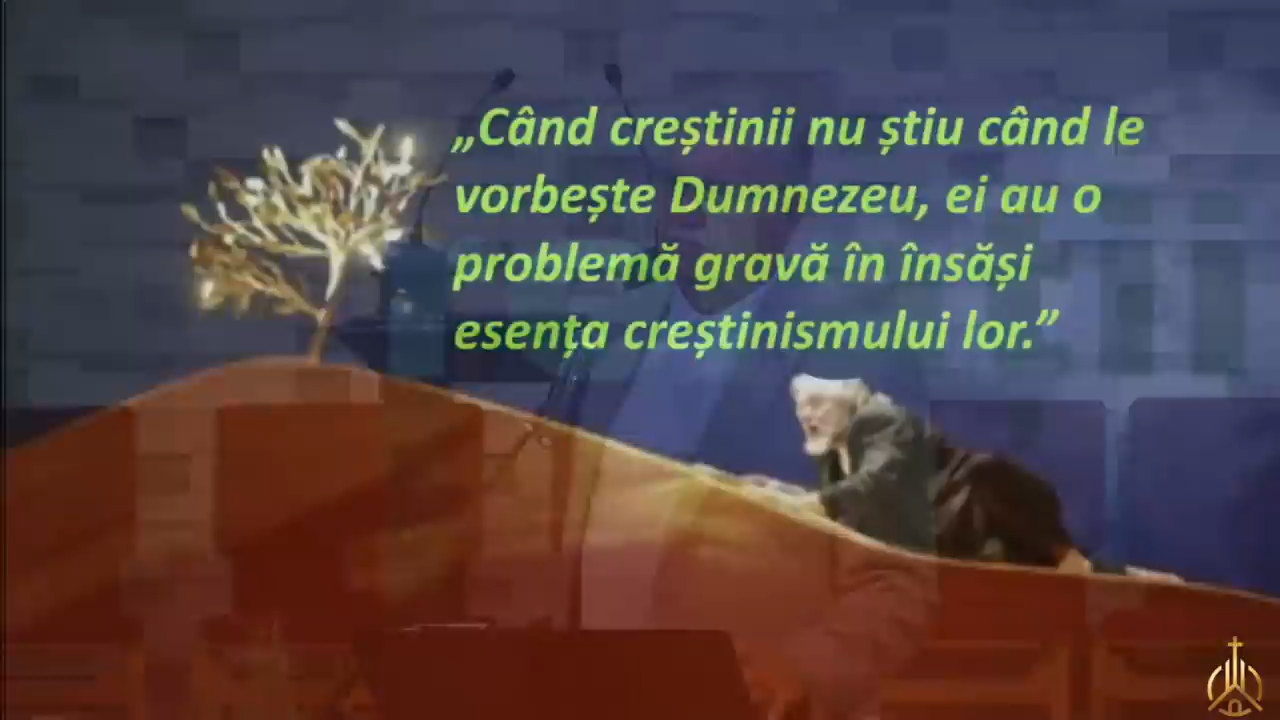 „Când creștinii nu știu când le
vorbește Dumnezeu, ei au o
problemă gravă în însăși
esența creștinismului lor.”